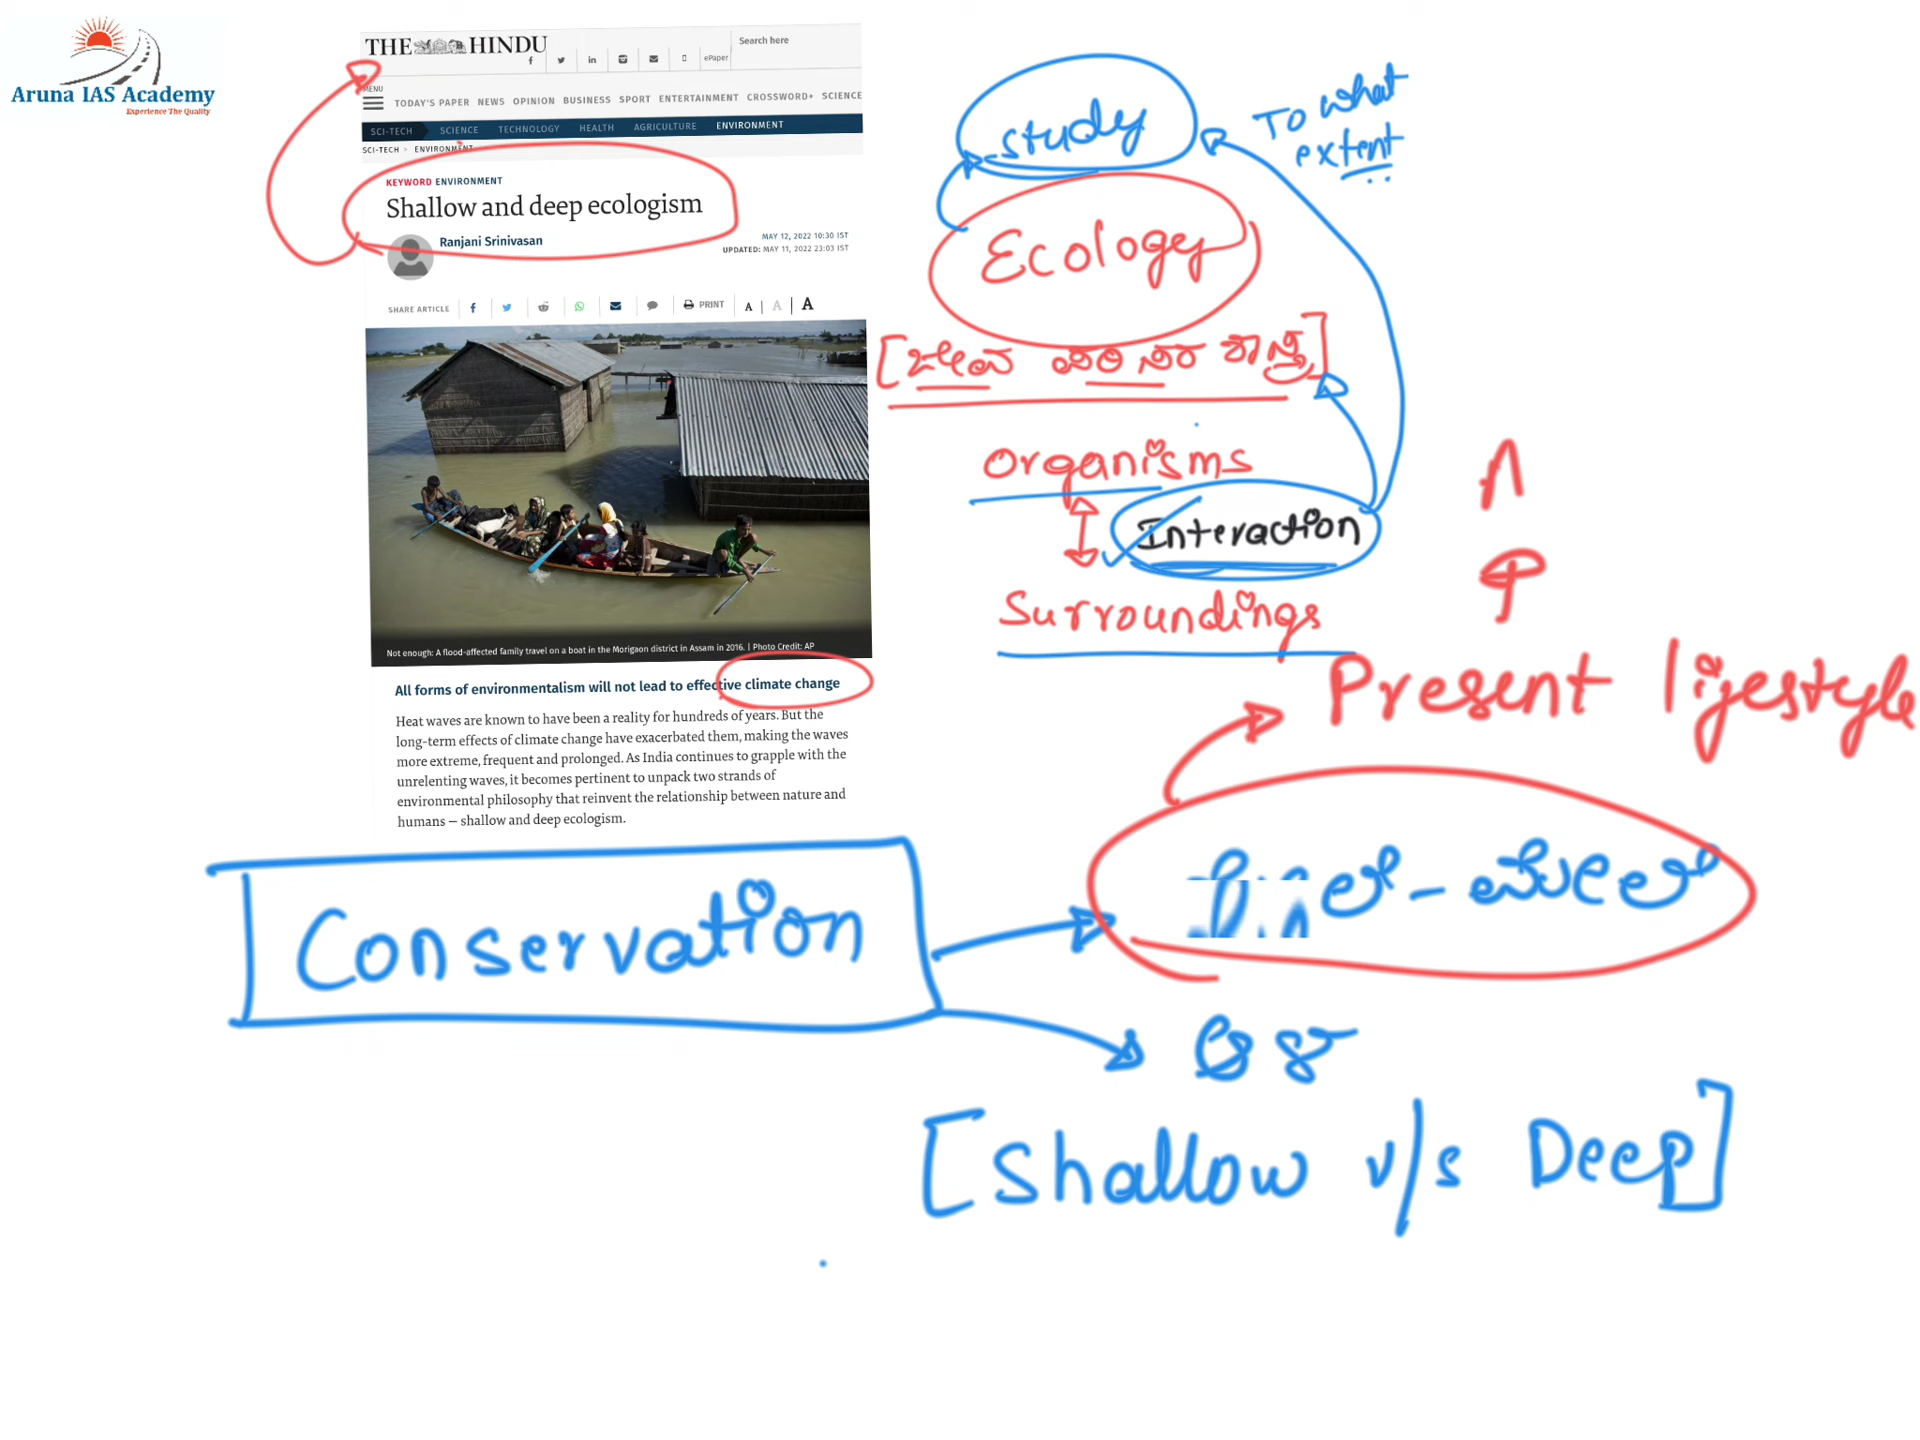 Aruna IAS Academy
Experience The Quality
THE HINDU
Search here
ePaper
MENU
TODAY'S PAPER NEWS OPINION BUSINESS SPORT ENTERTAINMENT CROSSWORD+ SCIENCE
SCI-TECH SCIENCE TECHNOLOGY HEALTH AGRICULTURE ENVIRONMENT
SCI-TECH > ENVIRONMENT
KEYWORD ENVIRONMENT
Shallow and deep ecologism
Ranjani Srinivasan
MAY 12, 2022 10:30 IST
UPDATED: MAY 11, 2022 23:03 IST
SHARE ARTICLE
PRINT A | A | A
Not enough: A flood-affected family travel on a boat in the Morigaon district in Assam in 2016. | Photo Credit: AP
All forms of environmentalism will not lead to effective climate change
Heat waves are known to have been a reality for hundreds of years. But the
long-term effects of climate change have exacerbated them, making the waves
more extreme, frequent and prolonged. As India continues to grapple with the
unrelenting waves, it becomes pertinent to unpack two strands of
environmental philosophy that reinvent the relationship between nature and
humans — shallow and deep ecologism.
study
To what
extent
Ecology
[ಜೀವ ಪರಿಸರ ಶಾಸ್ತ್ರ]
Organisms
Interaction
Surroundings
Present lifestyle
Conservation
[Shallow v/s Deep]